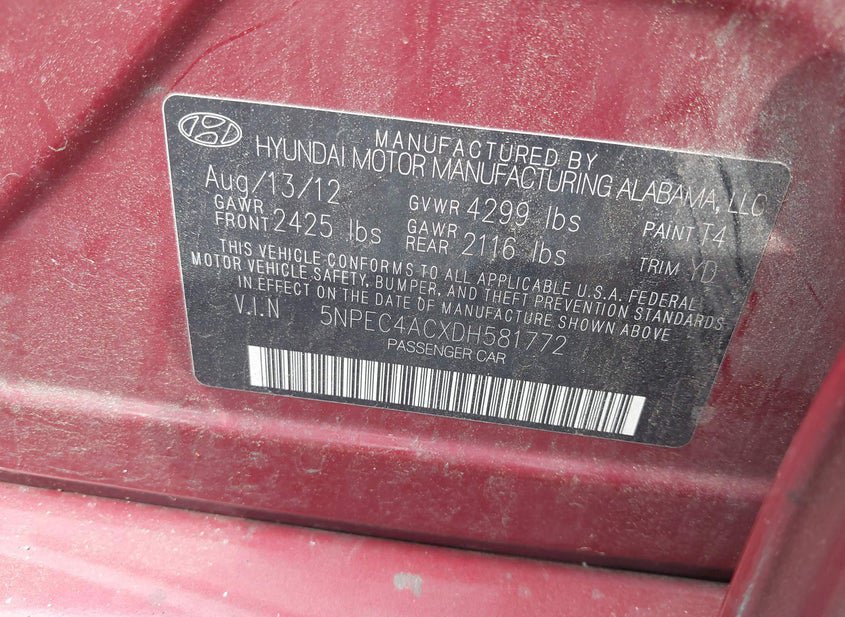 MANUFACTURED BY
HYUNDAI MOTOR MANUFACTURING ALABAMA, LLC
Aug/13/12 GVWR 4299 lbs PAINT T4
GAWR FRONT 2425 lbs GAWR REAR 2116 lbs TRIM YD
THIS VEHICLE CONFORMS TO ALL APPLICABLE U.S.A. FEDERAL
MOTOR VEHICLE SAFETY, BUMPER, AND THEFT PREVENTION STANDARDS
IN EFFECT ON THE DATE OF MANUFACTURE SHOWN ABOVE
V.I.N 5NPEC4ACXDH581772
PASSENGER CAR